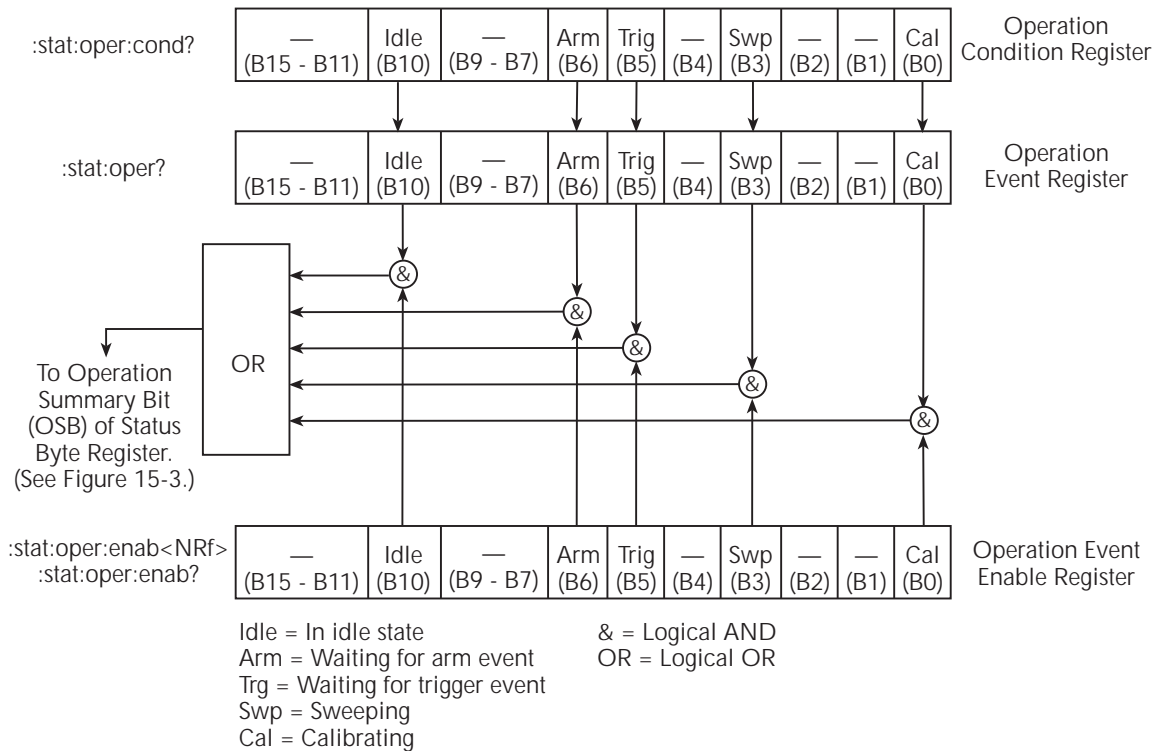 :stat:oper:cond?
— Idle — Arm Trig — Swp — — Cal
(B15 - B11) (B10) (B9 - B7) (B6) (B5) (B4) (B3) (B2) (B1) (B0)
Operation
Condition Register
:stat:oper?
— Idle — Arm Trig — Swp — — Cal
(B15 - B11) (B10) (B9 - B7) (B6) (B5) (B4) (B3) (B2) (B1) (B0)
Operation
Event Register
&
&
&
&
&
OR
To Operation
Summary Bit
(OSB) of Status
Byte Register.
(See Figure 15-3.)
:stat:oper:enab<NRf>
:stat:oper:enab?
— Idle — Arm Trig — Swp — — Cal
(B15 - B11) (B10) (B9 - B7) (B6) (B5) (B4) (B3) (B2) (B1) (B0)
Operation Event
Enable Register
Idle = In idle state
Arm = Waiting for arm event
Trg = Waiting for trigger event
Swp = Sweeping
Cal = Calibrating
& = Logical AND
OR = Logical OR